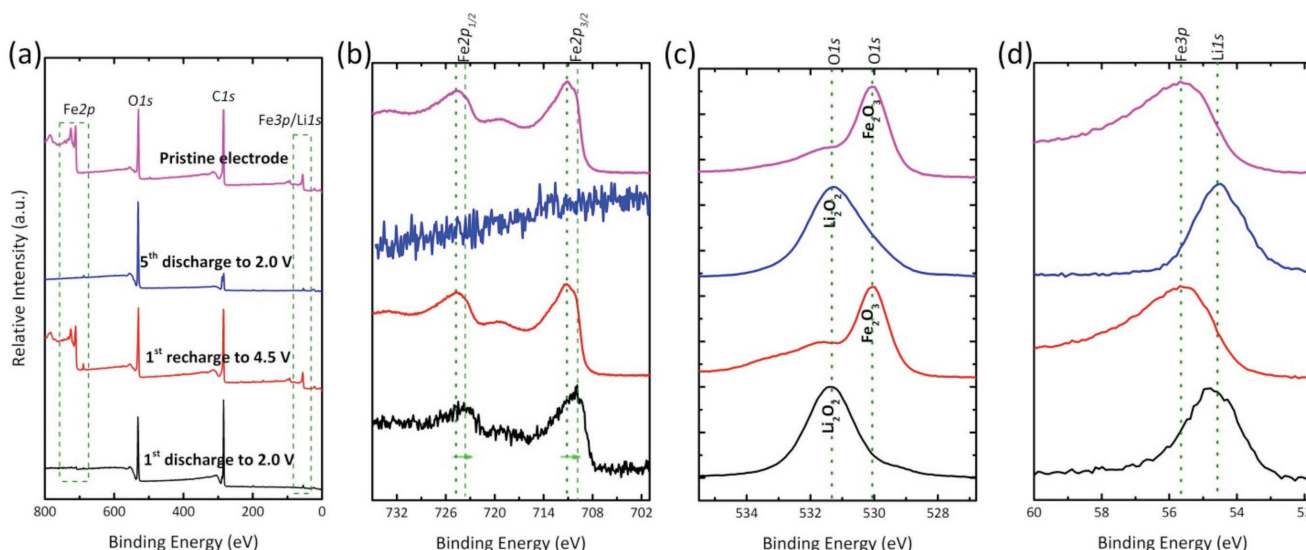 (a)
Fe2p
O1s
C1s
Fe3p/Li1s
Pristine electrode
5th discharge to 2.0 V
1st recharge to 4.5 V
1st discharge to 2.0 V
Relative Intensity (a.u.)
800 600 400 200 0
Binding Energy (eV)
(b)
Fe2p1/2
Fe2p3/2
732 726 720 714 708 702
Binding Energy (eV)
(c)
O1s
O1s
Fe2O3
Li2O2
Fe2O3
Li2O2
534 532 530 528
Binding Energy (eV)
(d)
Fe3p
Li1s
60 58 56 54 52
Binding Energy (eV)